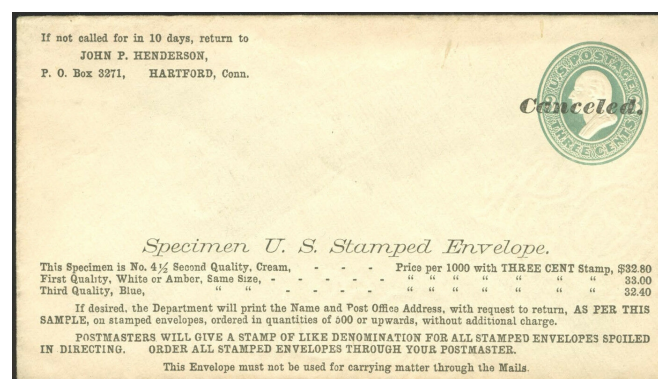 If not called for in 10 days, return to
JOHN P. HENDERSON,
P. O. Box 3271, HARTFORD, Conn.
U.S. POSTAGE
Canceled.
THREE CENTS
Specimen U. S. Stamped Envelope.
This Specimen is No. 4½ Second Quality, Cream, - - - Price per 1000 with THREE CENT Stamp, $32.80
First Quality, White or Amber, Same Size, - - - - - - “ “ “ “ “ “ “ 33.00
Third Quality, Blue, “ “ - - - - - “ “ “ “ “ “ “ 32.40
If desired, the Department will print the Name and Post Office Address, with request to return, AS PER THIS
SAMPLE, on stamped envelopes, ordered in quantities of 500 or upwards, without additional charge.
POSTMASTERS WILL GIVE A STAMP OF LIKE DENOMINATION FOR ALL STAMPED ENVELOPES SPOILED
IN DIRECTING. ORDER ALL STAMPED ENVELOPES THROUGH YOUR POSTMASTER.
This Envelope must not be used for carrying matter through the Mails.